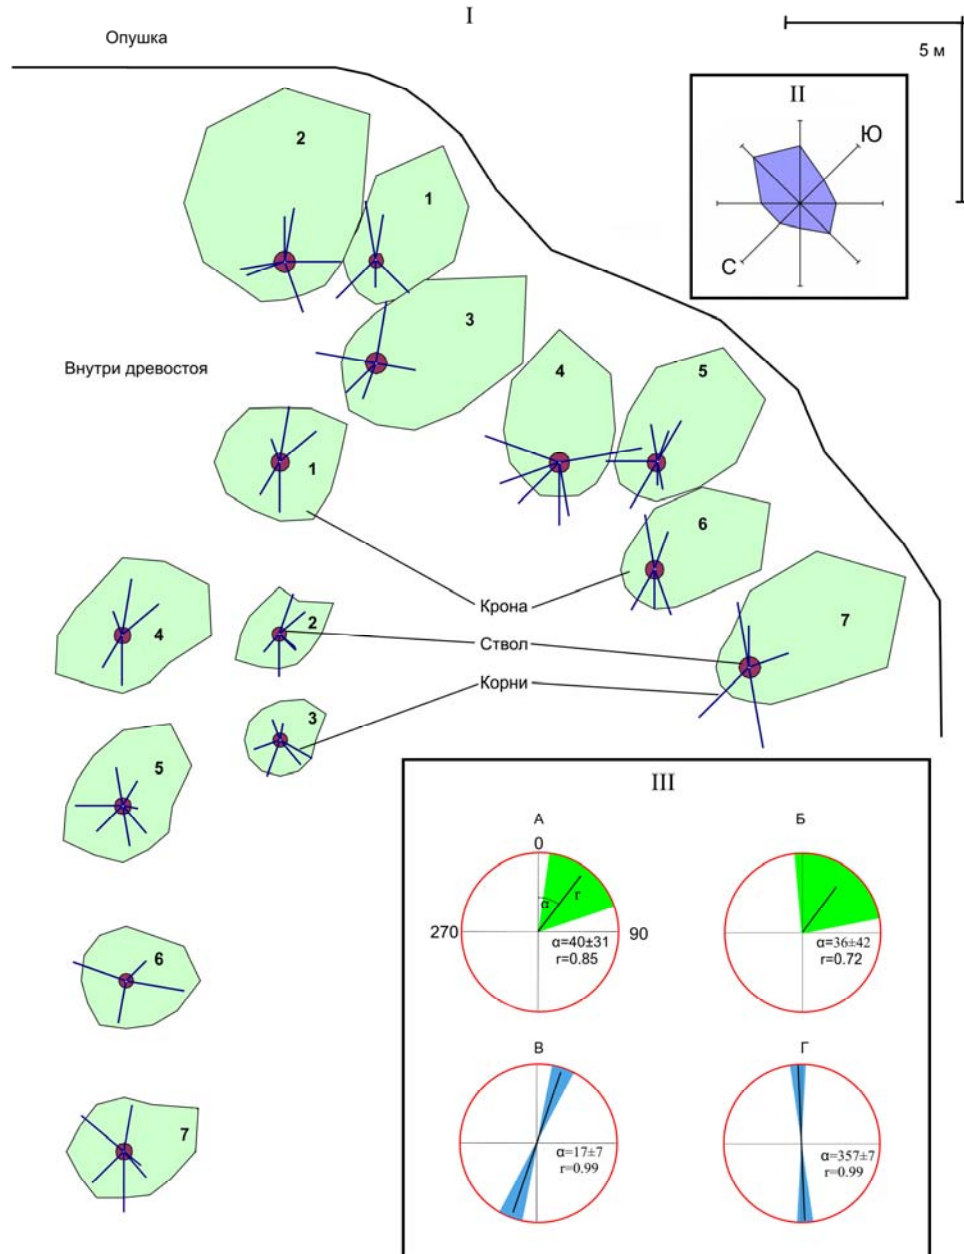 I
Опушка
5 м
II
Ю
С
2
1
3
4
5
Внутри древостоя
1
6
Крона
2
4
7
Ствол
Корни
3
5
III
А
Б
0
α
r
270
90
α=40±31
r=0.85
α=36±42
r=0.72
6
В
Г
7
α=17±7
r=0.99
α=357±7
r=0.99